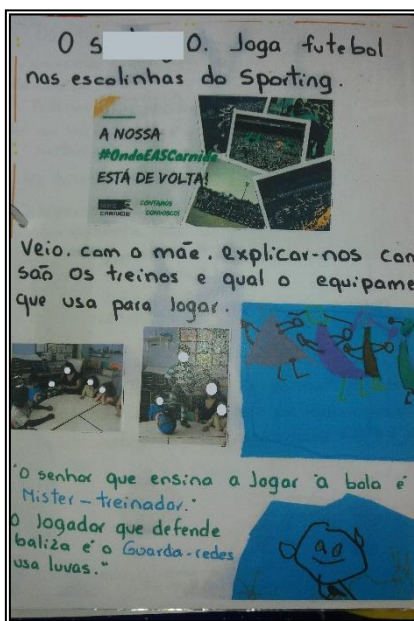 O S O. Joga futebol
nas escolinhas do Sporting.
A NOSSA
#OndaEASCarnide
ESTÁ DE VOLTA!
CARNIDE
CONTAMOS
CONVOSCO!
Veio. com a mãe. explicar-nos com
são os treinos e qual o equipame
que usa para Jogar.
"O senhor que ensina a Jogar à bola é
Mister-treinador."
O Jogador que defende
baliza é o Guarda-redes
usa luvas."